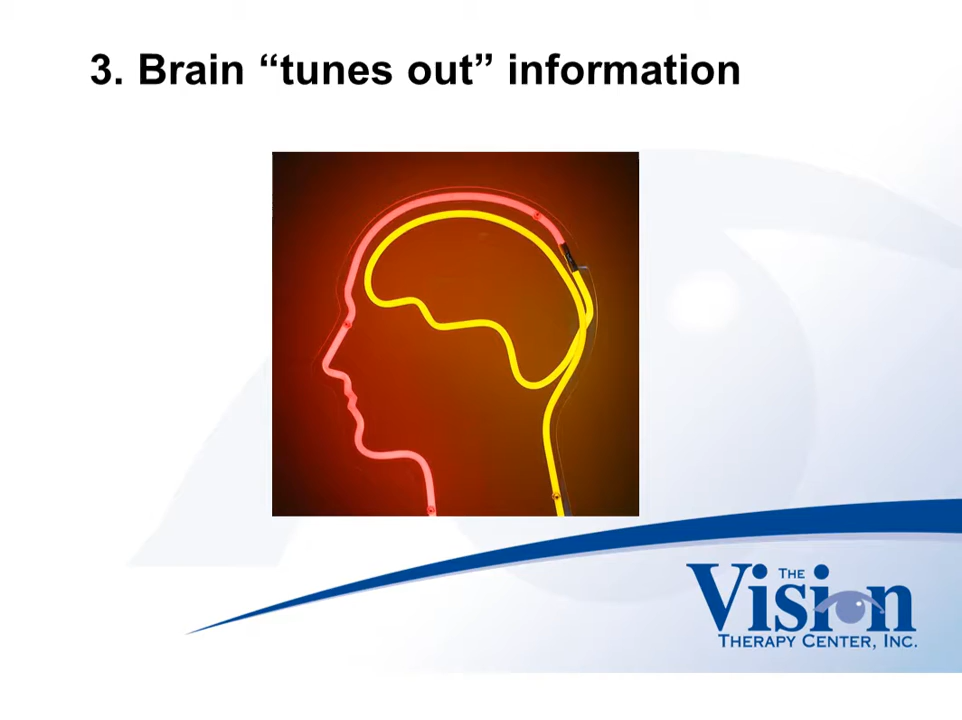 3. Brain “tunes out” information
THE
Vision
THERAPY CENTER, INC.